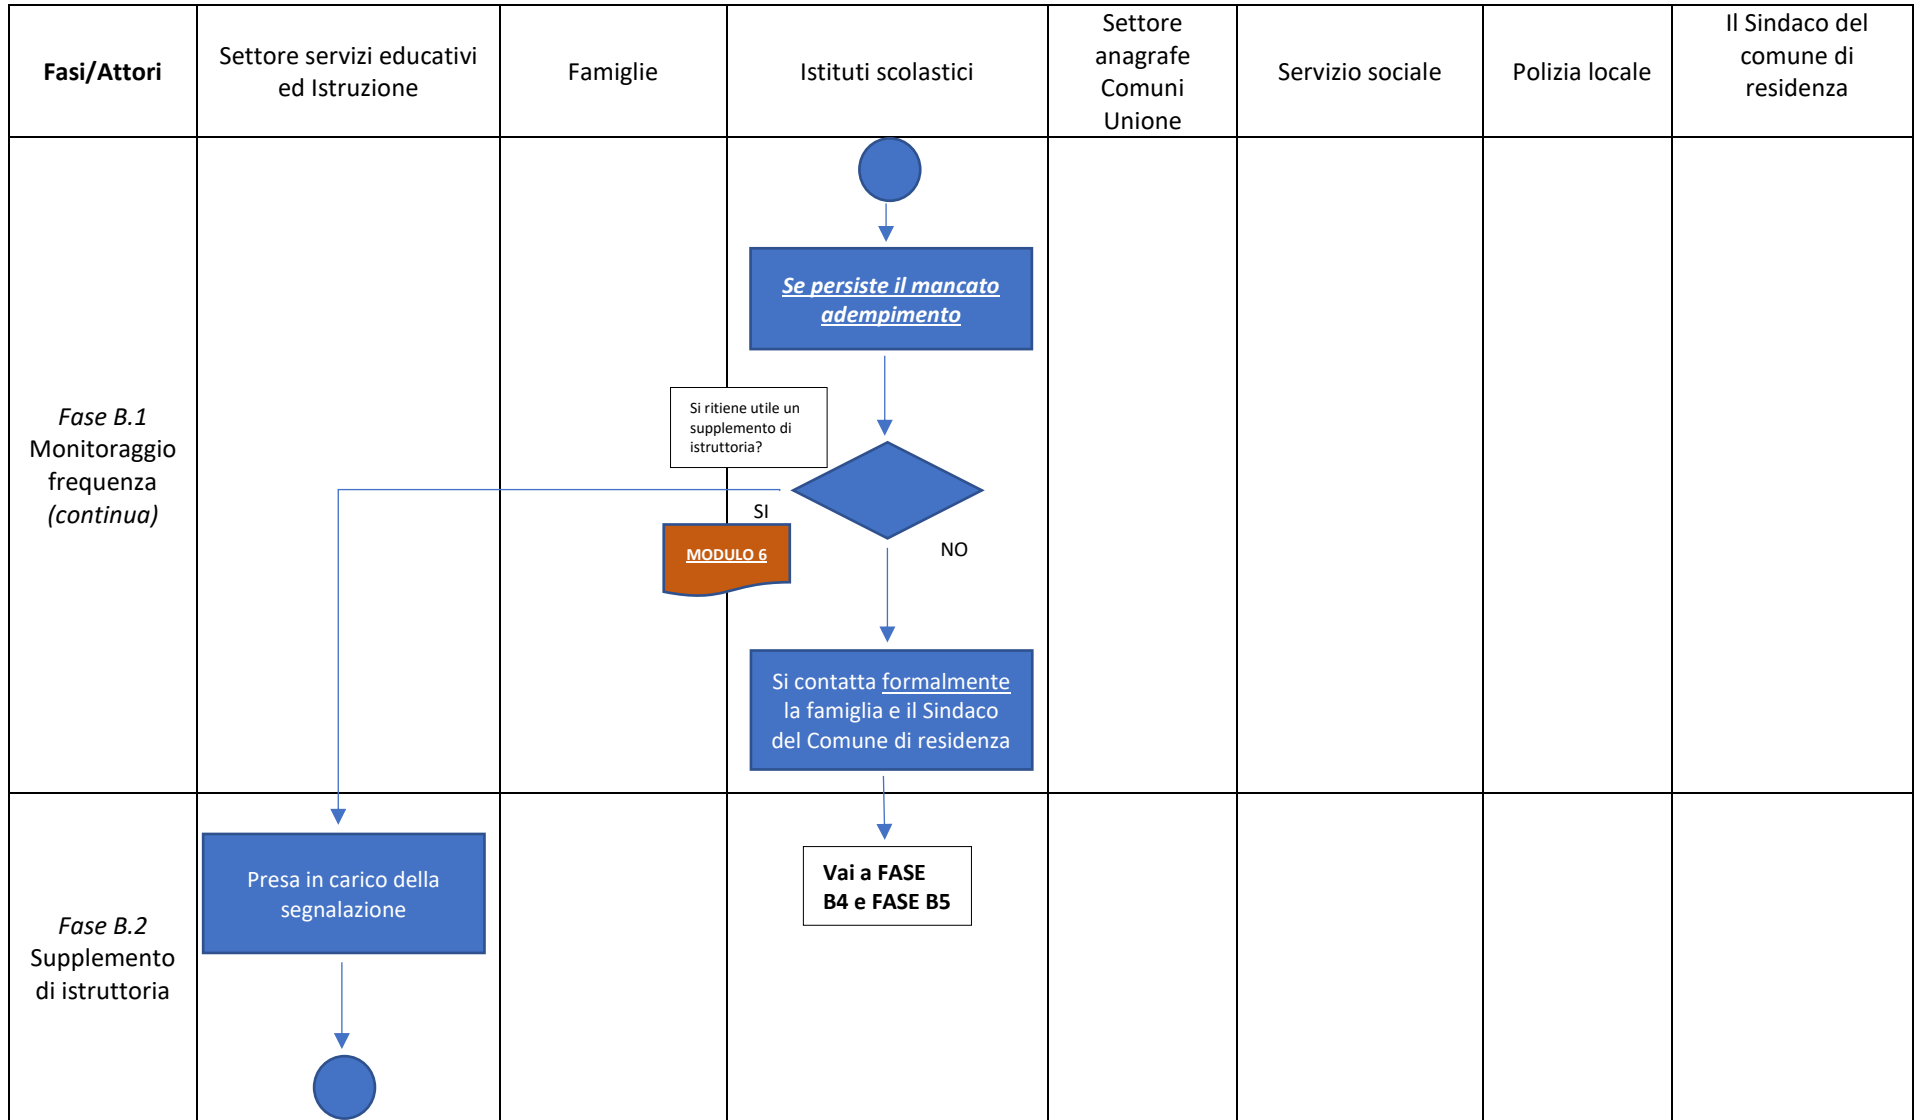 Fasi/Attori
Settore servizi educativi
ed Istruzione
Famiglie
Istituti scolastici
Settore
anagrafe
Comuni
Unione
Servizio sociale
Polizia locale
Il Sindaco del
comune di
residenza
Fase B.1
Monitoraggio
frequenza
(continua)
Se persiste il mancato
adempimento
Si ritiene utile un
supplemento di
istruttoria?
SI
MODULO 6
NO
Si contatta formalmente
la famiglia e il Sindaco
del Comune di residenza
Fase B.2
Supplemento
di istruttoria
Presa in carico della
segnalazione
Vai a FASE
B4 e FASE B5